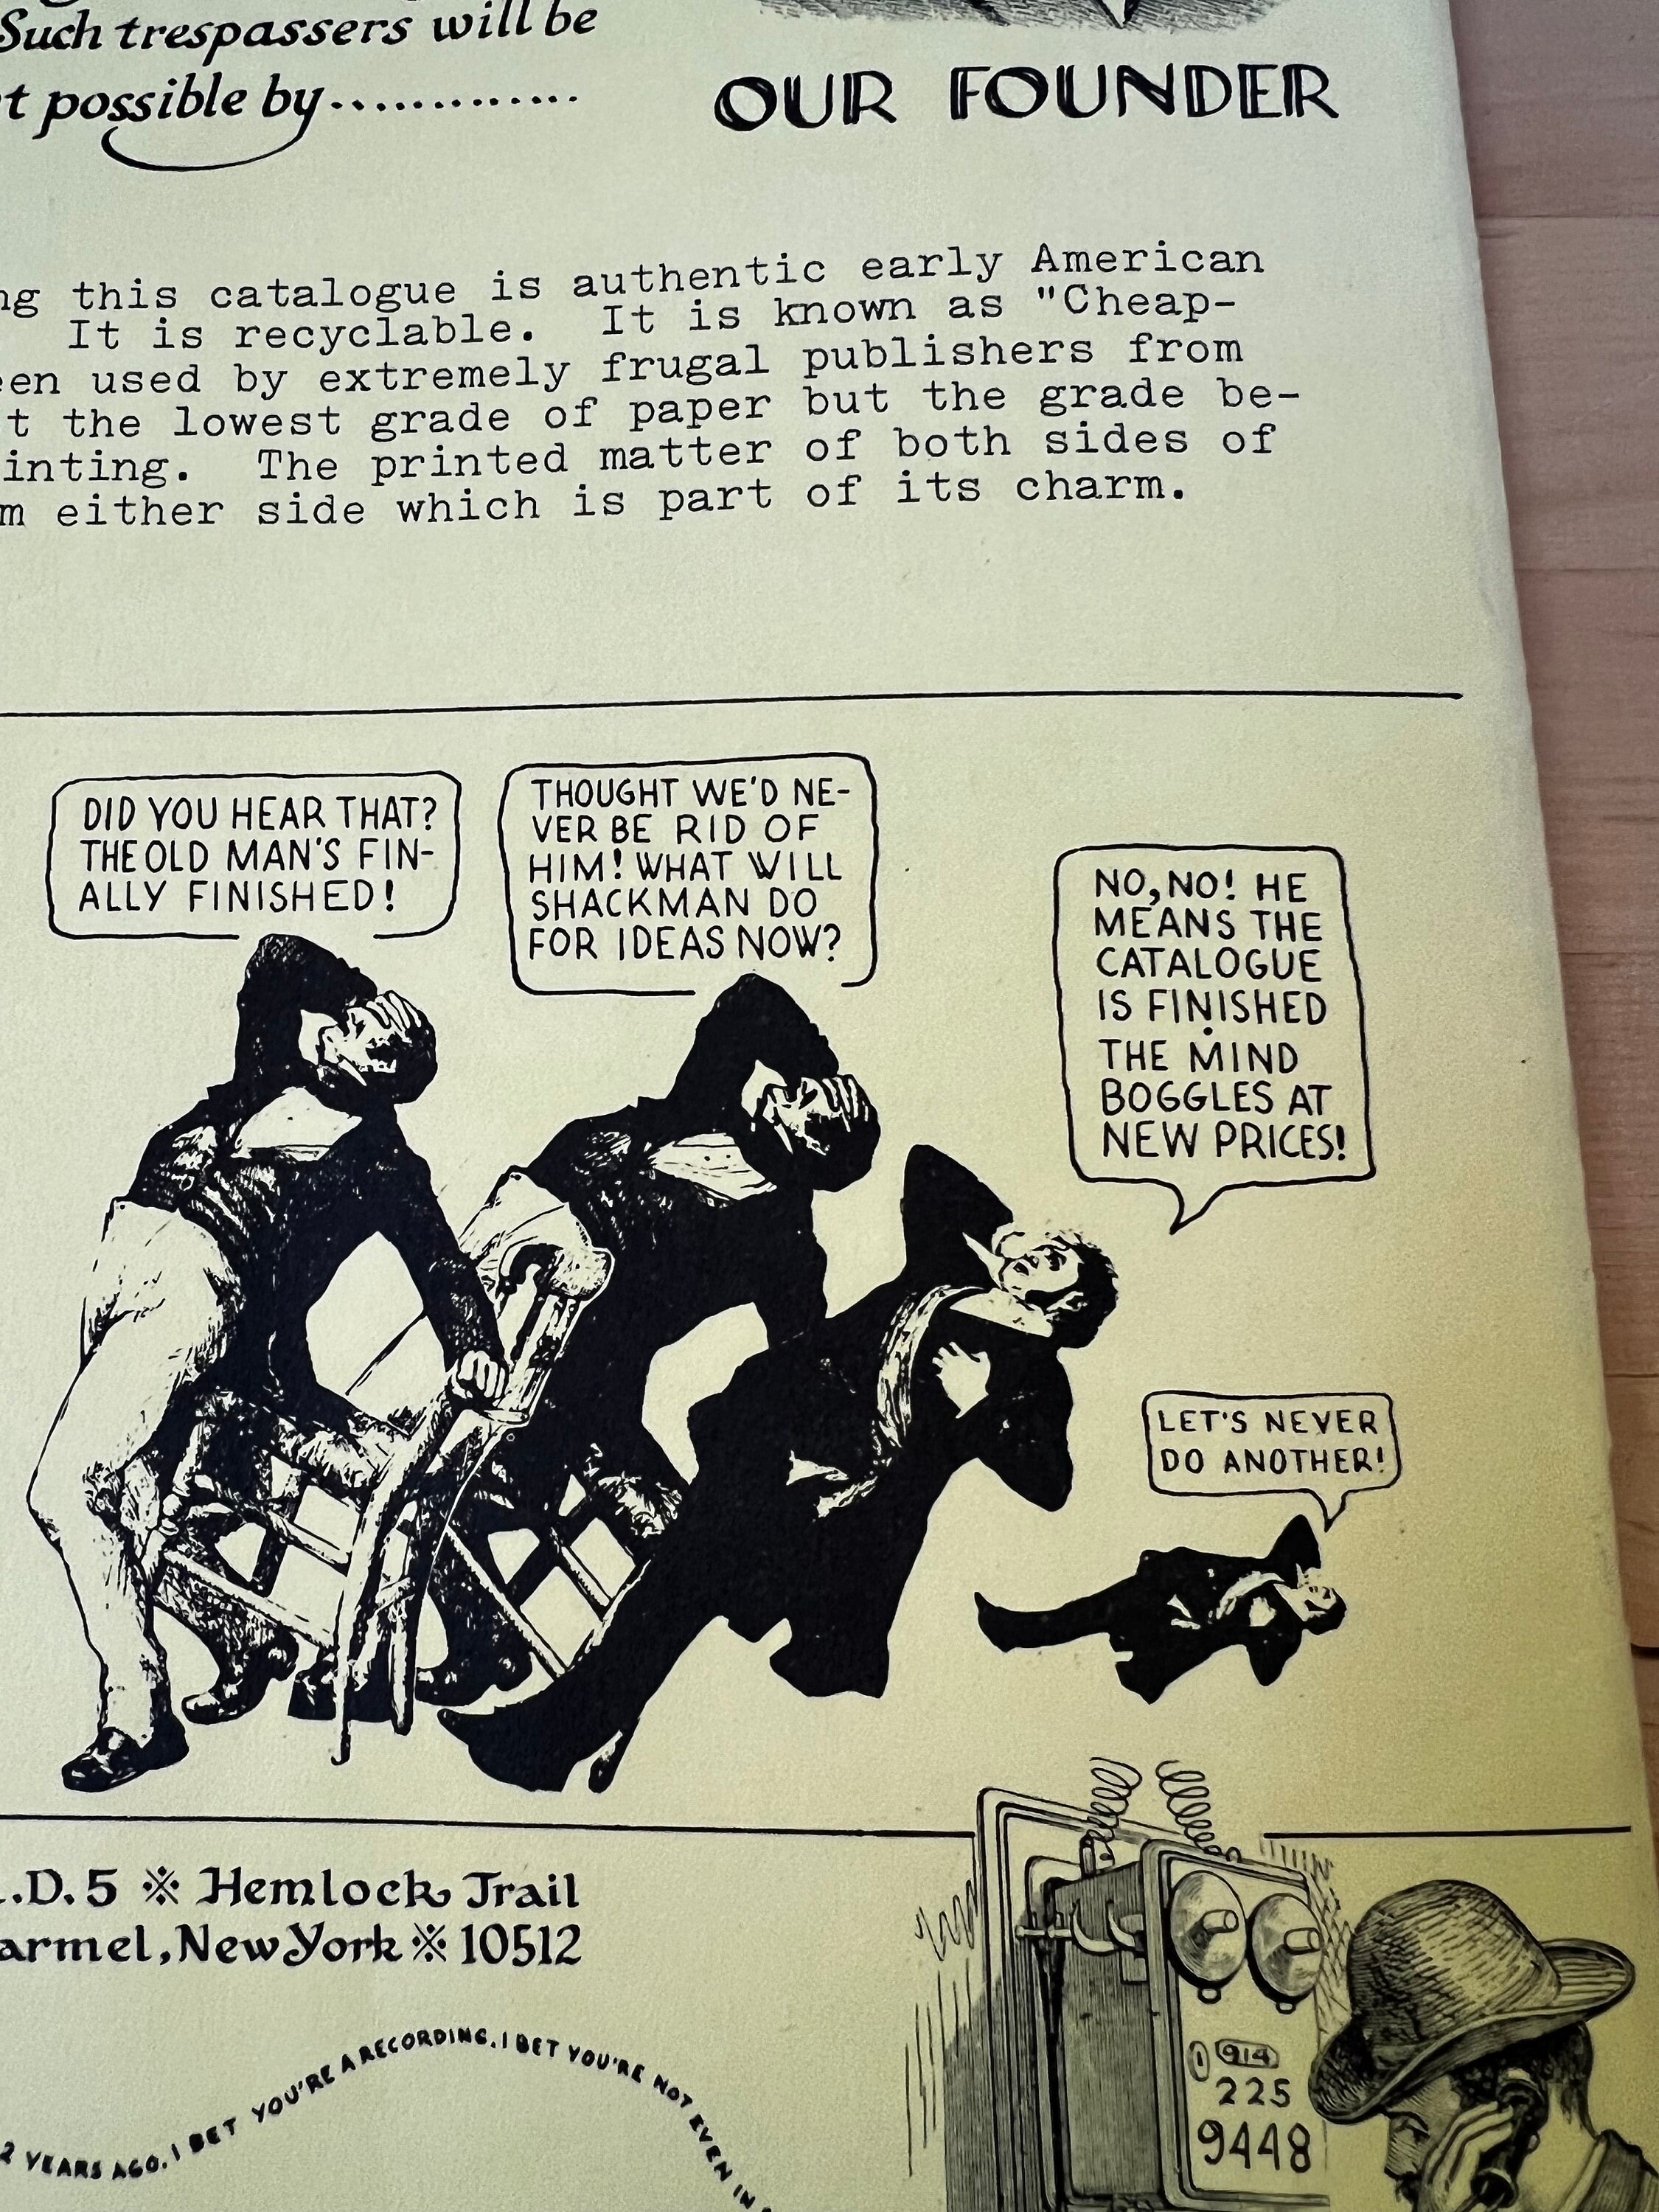 Such trespassers will be
t possible by.............
OUR FOUNDER
ng this catalogue is authentic early American
It is recyclable. It is known as "Cheap-
een used by extremely frugal publishers from
t the lowest grade of paper but the grade be-
inting. The printed matter of both sides of
m either side which is part of its charm.
DID YOU HEAR THAT?
THE OLD MAN'S FIN-
ALLY FINISHED!
THOUGHT WE'D NE-
VER BE RID OF
HIM! WHAT WILL
SHACKMAN DO
FOR IDEAS NOW?
NO, NO! HE
MEANS THE
CATALOGUE
IS FINISHED
THE MIND
BOGGLES AT
NEW PRICES!
LET'S NEVER
DO ANOTHER!
.D.5 ※ Hemlock Trail
armel, New York ※ 10512
2 YEARS AGO. I BET YOU'RE A RECORDING. I BET YOU'RE NOT EVEN IN
1 914
225
9448